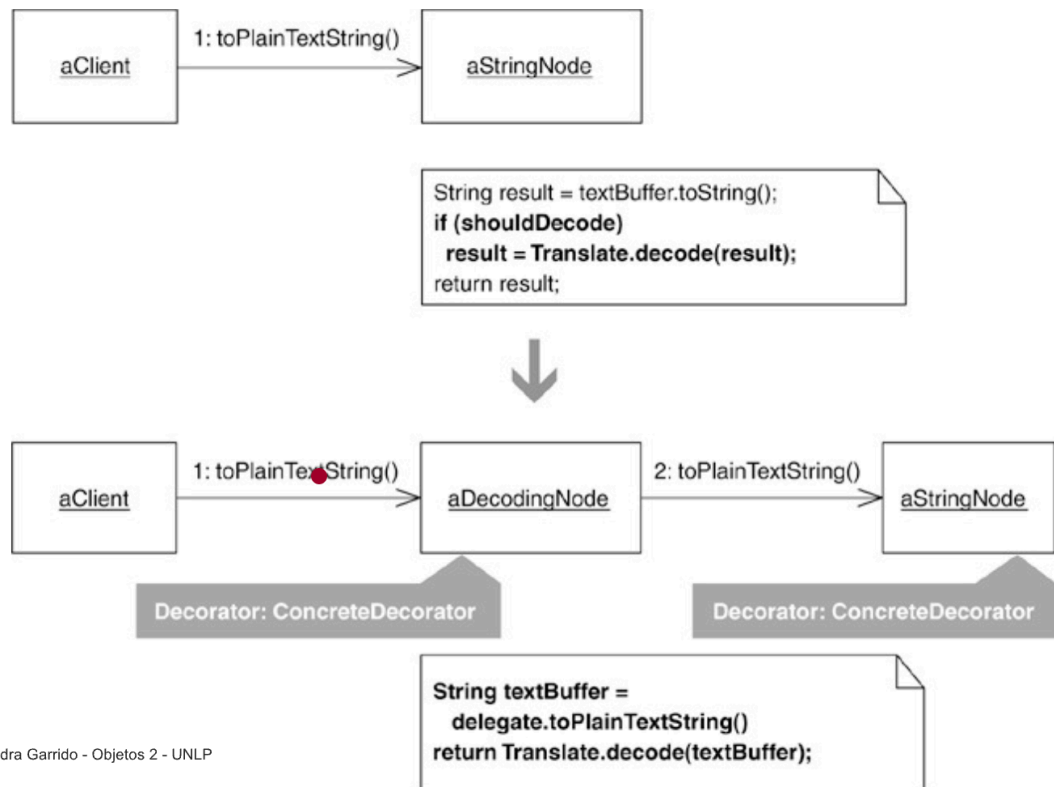 1: toPlainTextString()
aClient
aStringNode
String result = textBuffer.toString();
if (shouldDecode)
result = Translate.decode(result);
return result;
1: toPlainTextString()
2: toPlainTextString()
aClient
aDecodingNode
aStringNode
Decorator: ConcreteDecorator
Decorator: ConcreteDecorator
String textBuffer =
delegate.toPlainTextString()
return Translate.decode(textBuffer);
dra Garrido - Objetos 2 - UNLP